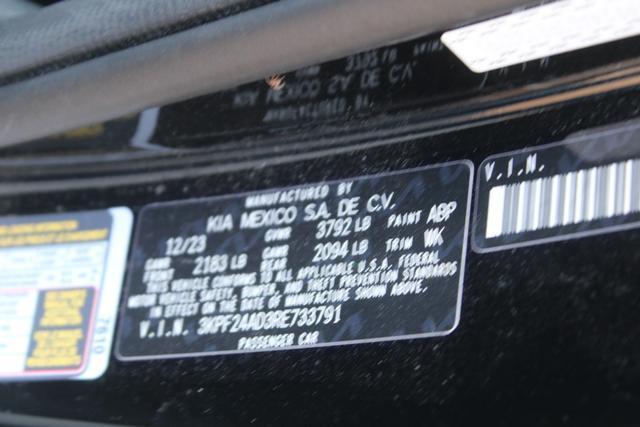 MANUFACTURED BY
KIA MEXICO S.A. DE C.V.
12/23 GVWR 3792 LB PAINT ABP
GAWR FRONT 2183 LB GAWR REAR 2094 LB TRIM WK
THIS VEHICLE CONFORMS TO ALL APPLICABLE U.S.A. FEDERAL
MOTOR VEHICLE SAFETY, BUMPER, AND THEFT PREVENTION STANDARDS
IN EFFECT ON THE DATE OF MANUFACTURE SHOWN ABOVE.
V.I.N. 3KPF24AD3RE733791
PASSENGER CAR
V.I.N.
7510